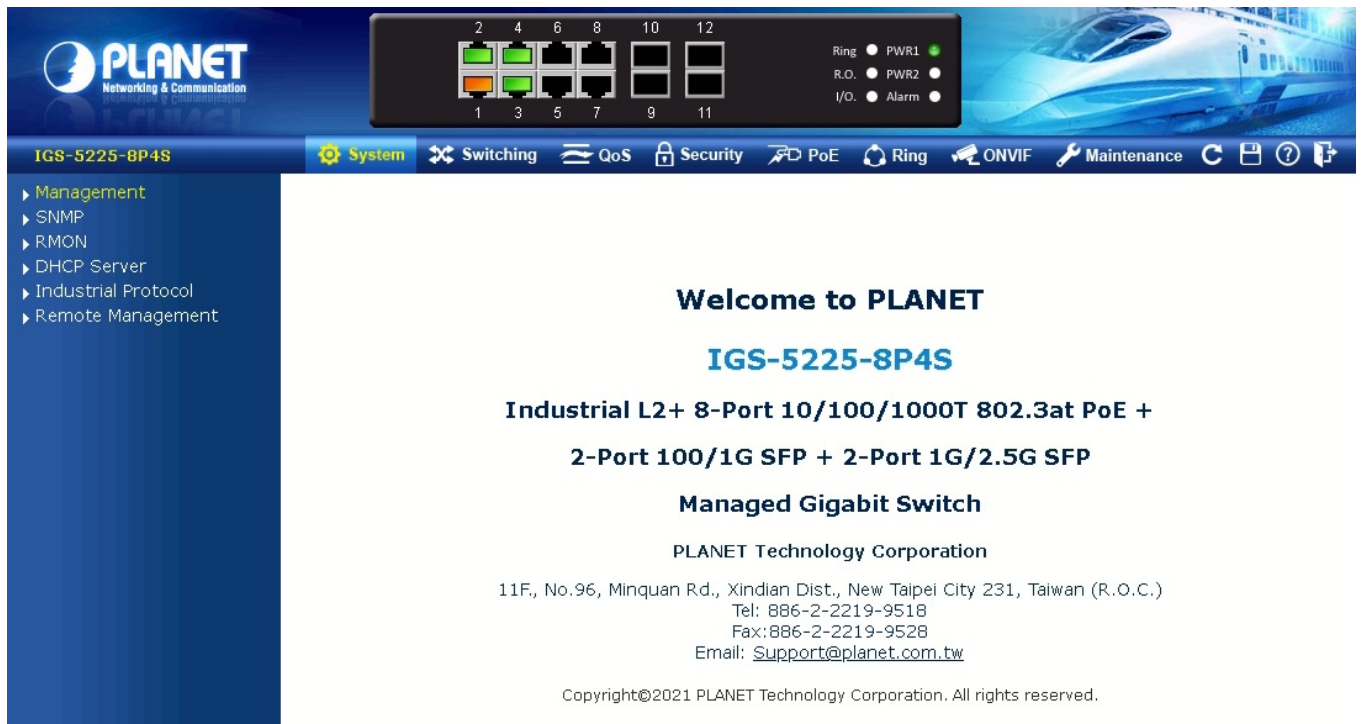 PLANET
Networking & Communication
2 4 6 8 10 12
Ring PWR1
R.O. PWR2
I/O. Alarm
1 3 5 7 9 11
IGS-5225-8P4S
System Switching QoS Security PoE Ring ONVIF Maintenance
Management
SNMP
RMON
DHCP Server
Industrial Protocol
Remote Management
Welcome to PLANET
IGS-5225-8P4S
Industrial L2+ 8-Port 10/100/1000T 802.3at PoE +
2-Port 100/1G SFP + 2-Port 1G/2.5G SFP
Managed Gigabit Switch
PLANET Technology Corporation
11F., No.96, Minquan Rd., Xindian Dist., New Taipei City 231, Taiwan (R.O.C.)
Tel: 886-2-2219-9518
Fax:886-2-2219-9528
Email: Support@planet.com.tw
Copyright©2021 PLANET Technology Corporation. All rights reserved.